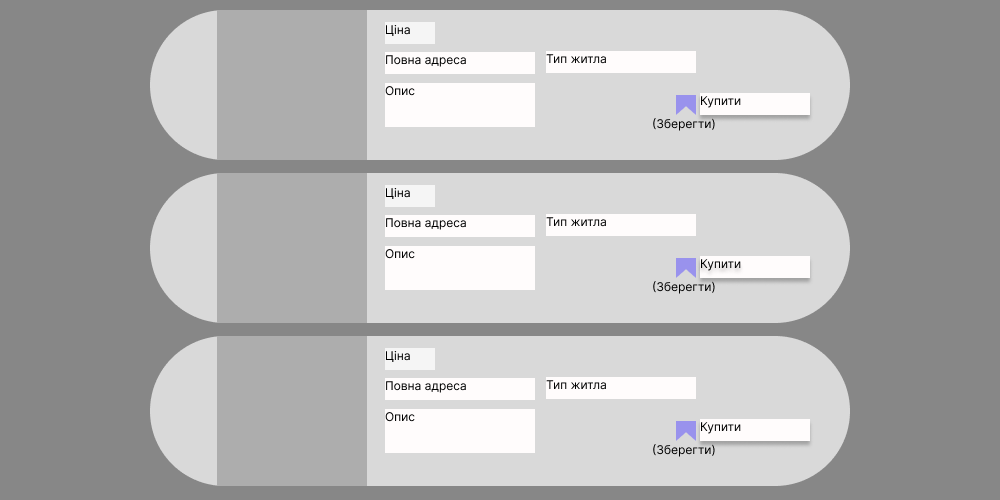 Ціна
Повна адреса
Тип житла
Опис
Купити
(Зберегти)
Ціна
Повна адреса
Тип житла
Опис
Купити
(Зберегти)
Ціна
Повна адреса
Тип житла
Опис
Купити
(Зберегти)